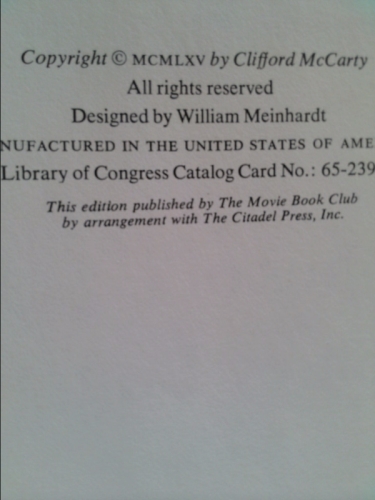 Copyright © MCMLXV by Clifford McCarty
All rights reserved
Designed by William Meinhardt
NUFACTURED IN THE UNITED STATES OF AME
Library of Congress Catalog Card No.: 65-239
This edition published by The Movie Book Club
by arrangement with The Citadel Press, Inc.